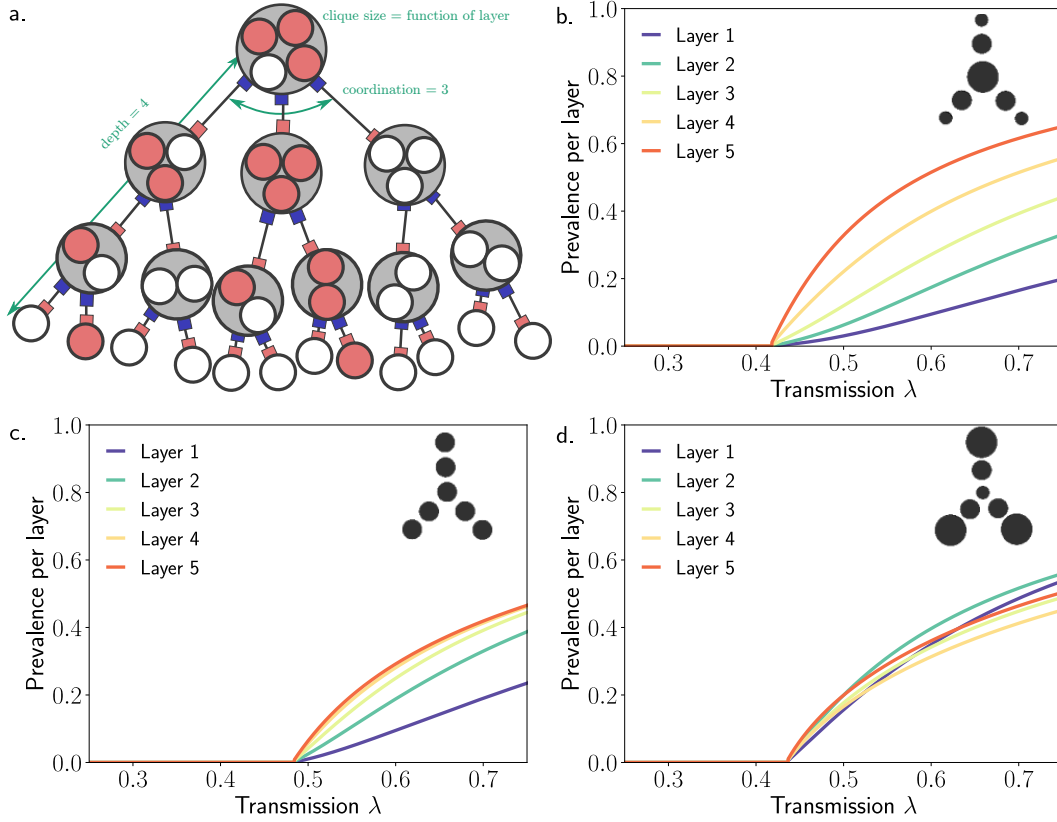 a.
clique size = function of layer
coordination = 3
depth = 4
b.
Prevalence per layer
1.0
0.8
0.6
0.4
0.2
0.0
Layer 1
Layer 2
Layer 3
Layer 4
Layer 5
0.3 0.4 0.5 0.6 0.7
Transmission λ
c.
Prevalence per layer
1.0
0.8
0.6
0.4
0.2
0.0
Layer 1
Layer 2
Layer 3
Layer 4
Layer 5
0.3 0.4 0.5 0.6 0.7
Transmission λ
d.
Prevalence per layer
1.0
0.8
0.6
0.4
0.2
0.0
Layer 1
Layer 2
Layer 3
Layer 4
Layer 5
0.3 0.4 0.5 0.6 0.7
Transmission λ